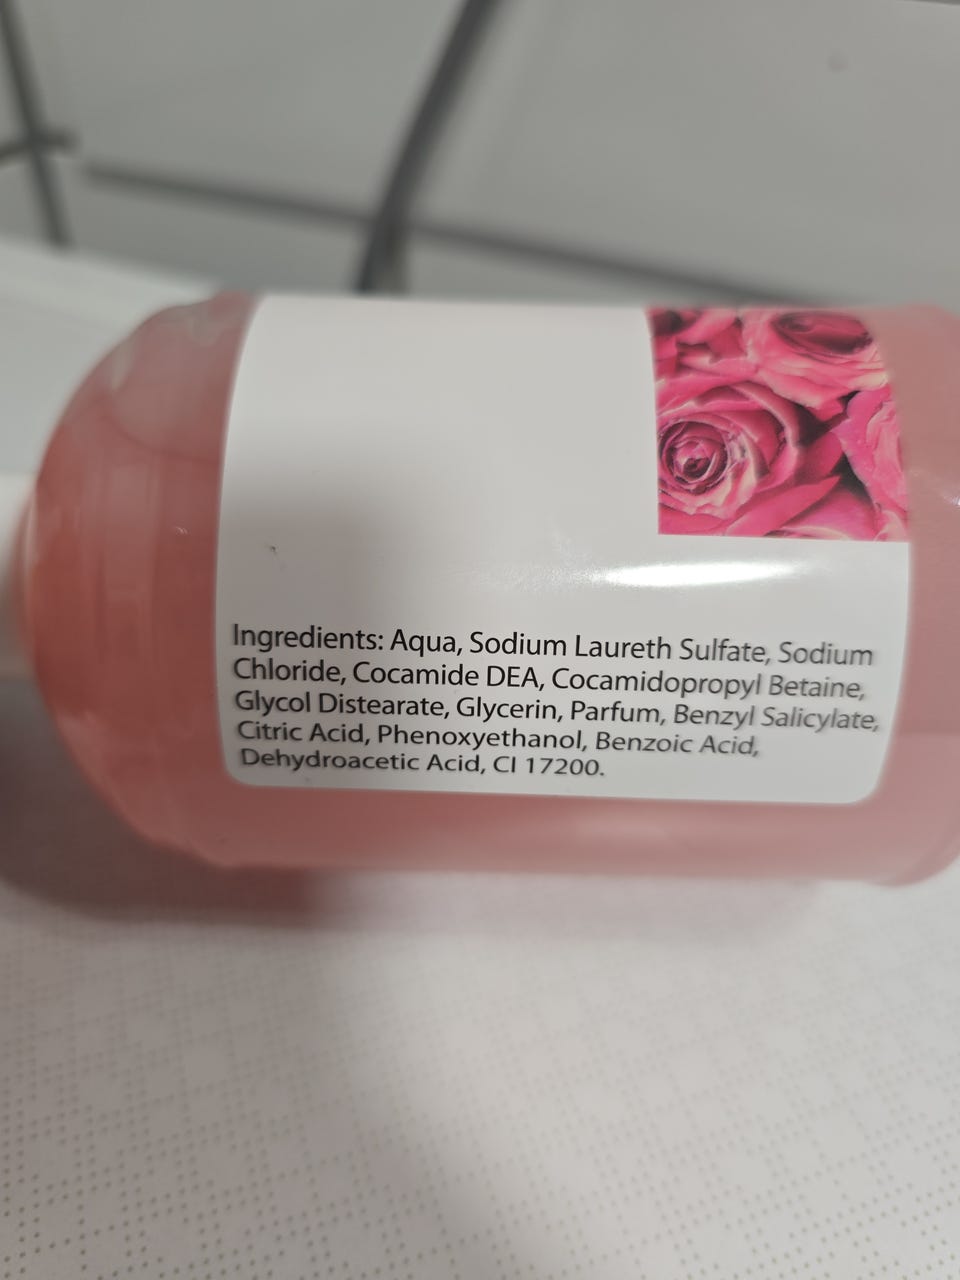 Ingredients: Aqua, Sodium Laureth Sulfate, Sodium
Chloride, Cocamide DEA, Cocamidopropyl Betaine,
Glycol Distearate, Glycerin, Parfum, Benzyl Salicylate,
Citric Acid, Phenoxyethanol, Benzoic Acid,
Dehydroacetic Acid, CI 17200.